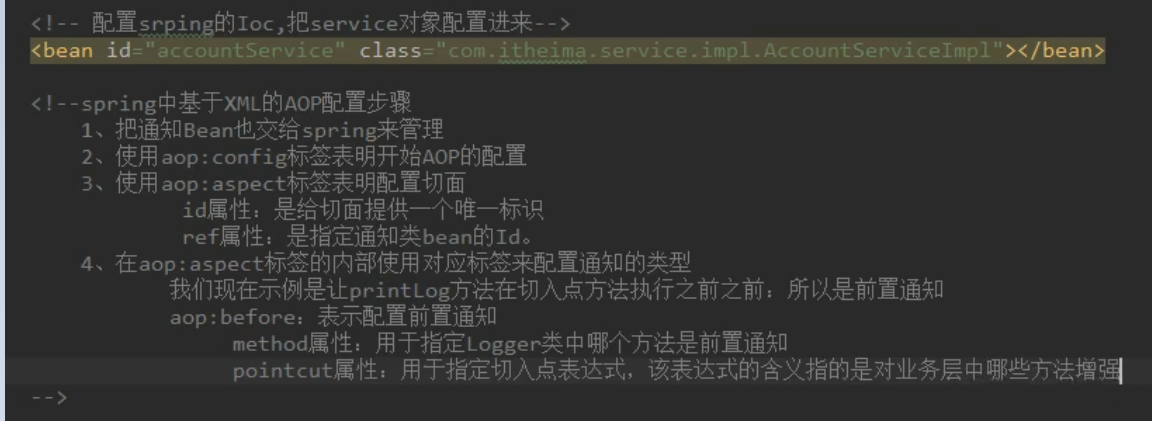 <!-- 配置srping的Ioc,把service对象配置进来-->
<bean id="accountService" class="com.itheima.service.impl.AccountServiceImpl"></bean>
<!--spring中基于XML的AOP配置步骤
1、把通知Bean也交给spring来管理
2、使用aop:config标签表明开始AOP的配置
3、使用aop:aspect标签表明配置切面
id属性：是给切面提供一个唯一标识
ref属性：是指定通知类bean的Id。
4、在aop:aspect标签的内部使用对应标签来配置通知的类型
我们现在示例是让printLog方法在切入点方法执行之前之前：所以是前置通知
aop:before：表示配置前置通知
method属性：用于指定Logger类中哪个方法是前置通知
pointcut属性：用于指定切入点表达式，该表达式的含义指的是对业务层中哪些方法增强
-->